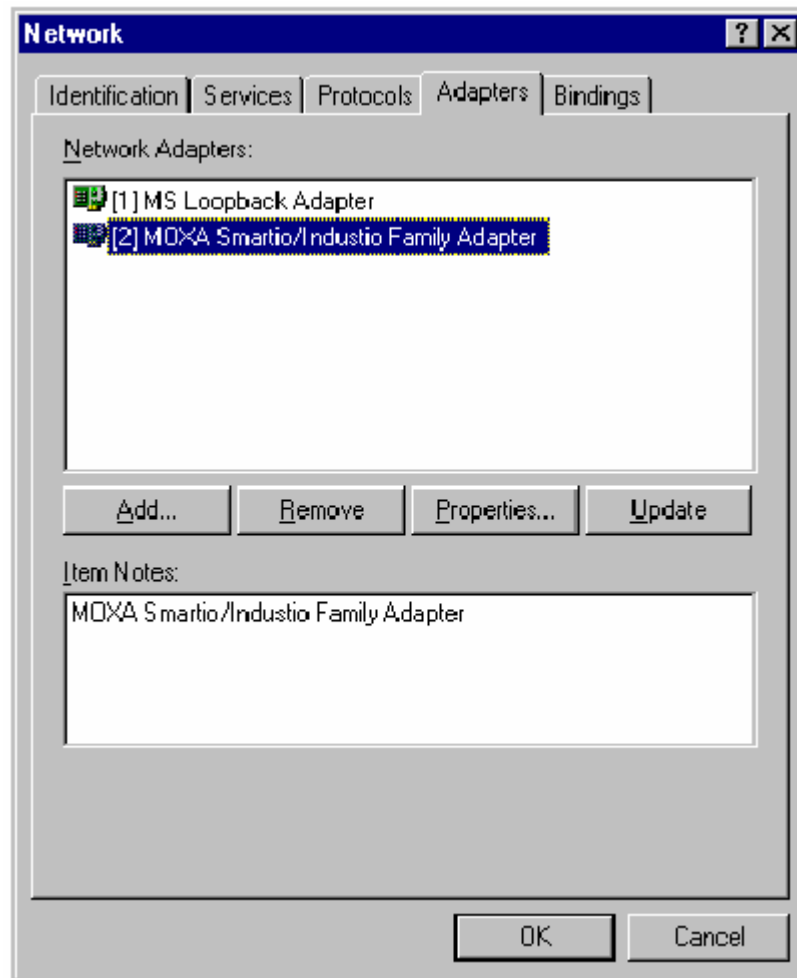 Network
Identification Services Protocols Adapters Bindings
Network Adapters:
[1] MS Loopback Adapter
[2] MOXA Smartio/Industio Family Adapter
Add... Remove Properties... Update
Item Notes:
MOXA Smartio/Industio Family Adapter
OK Cancel